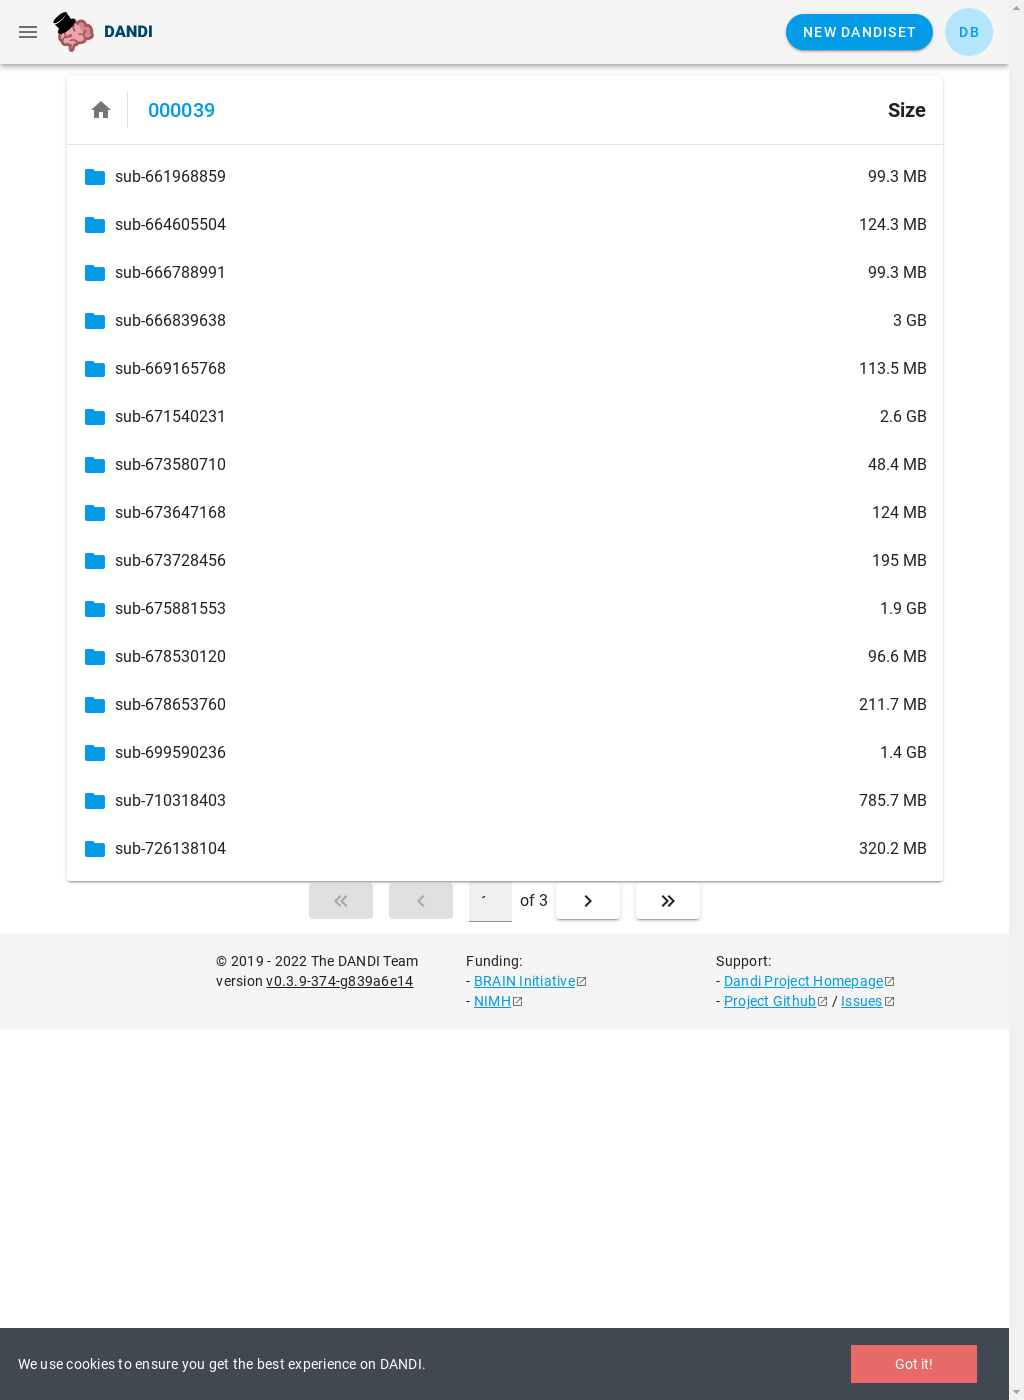 DANDI
NEW DANDISET
DB
000039
Size
sub-661968859 99.3 MB
sub-664605504 124.3 MB
sub-666788991 99.3 MB
sub-666839638 3 GB
sub-669165768 113.5 MB
sub-671540231 2.6 GB
sub-673580710 48.4 MB
sub-673647168 124 MB
sub-673728456 195 MB
sub-675881553 1.9 GB
sub-678530120 96.6 MB
sub-678653760 211.7 MB
sub-699590236 1.4 GB
sub-710318403 785.7 MB
sub-726138104 320.2 MB
of 3
© 2019 - 2022 The DANDI Team
version v0.3.9-374-g839a6e14
Funding:
- BRAIN Initiative
- NIMH
Support:
- Dandi Project Homepage
- Project Github / Issues
We use cookies to ensure you get the best experience on DANDI.
Got it!